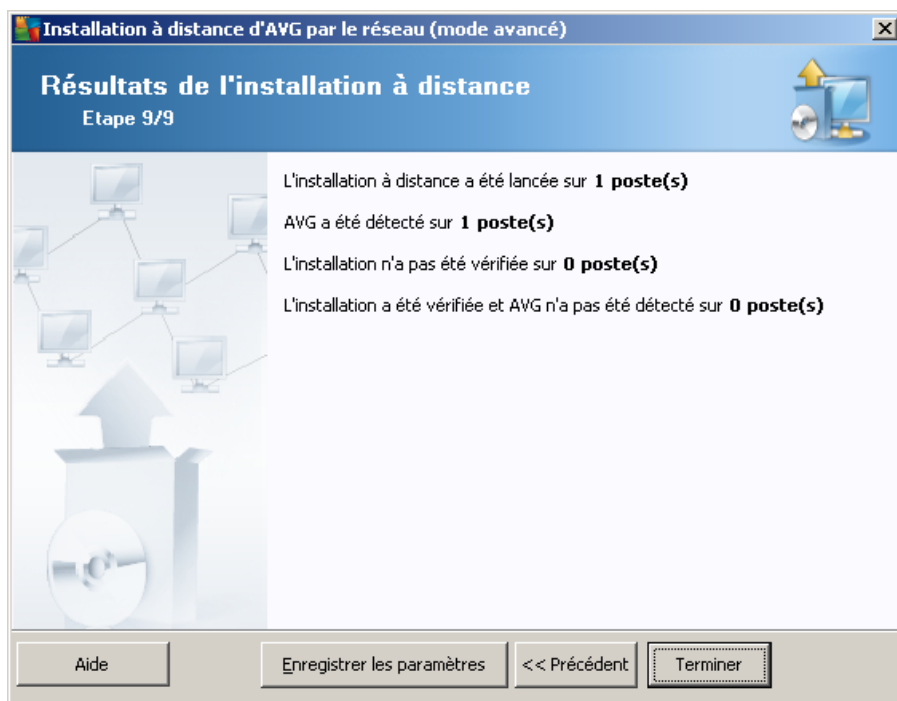 Installation à distance d'AVG par le réseau (mode avancé)
Résultats de l'installation à distance
Etape 9/9
L'installation à distance a été lancée sur 1 poste(s)
AVG a été détecté sur 1 poste(s)
L'installation n'a pas été vérifiée sur 0 poste(s)
L'installation a été vérifiée et AVG n'a pas été détecté sur 0 poste(s)
Aide
Enregistrer les paramètres
<< Précédent
Terminer